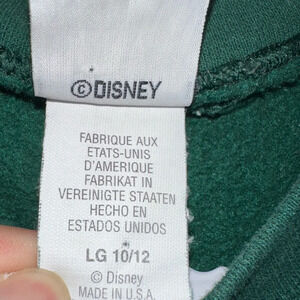 ©DISNEY
FABRIQUE AUX
ETATS-UNIS
D'AMERIQUE
FABRIKAT IN
VEREINIGTE STAATEN
HECHO EN
ESTADOS UNIDOS
LG 10/12
© Disney
MADE IN U.S.A.